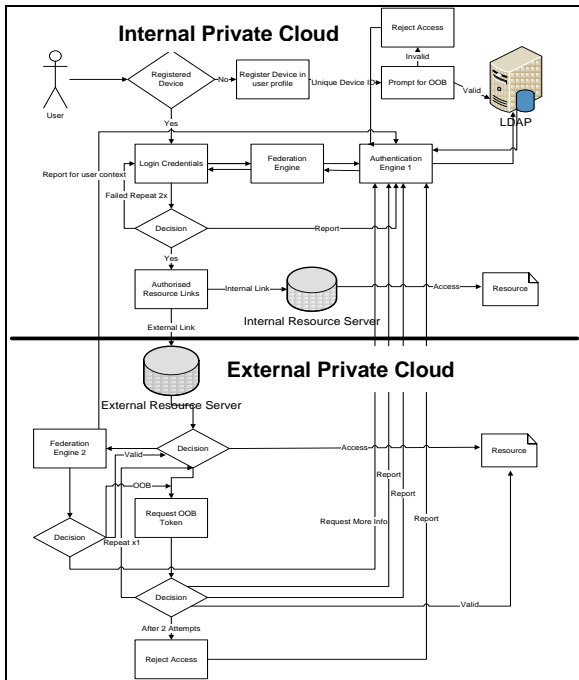 Internal Private Cloud
Reject Access
Invalid
Registered
Device
No
Register Device in
user profile
Unique Device ID
Prompt for OOB
Valid
LDAP
User
Yes
Report for user context
Login Credentials
Federation
Engine
Authentication
Engine 1
Failed Repeat 2x
Decision
Report
Yes
Authorised
Resource Links
Internal Link
Internal Resource Server
Access
Resource
External Link
External Private Cloud
External Resource Server
Federation
Engine 2
Valid
Decision
Access
Resource
OOB
Report
Report
Report
Request OOB
Token
Request More Info
Decision
Repeat x1
Decision
Valid
After 2 Attempts
Reject Access